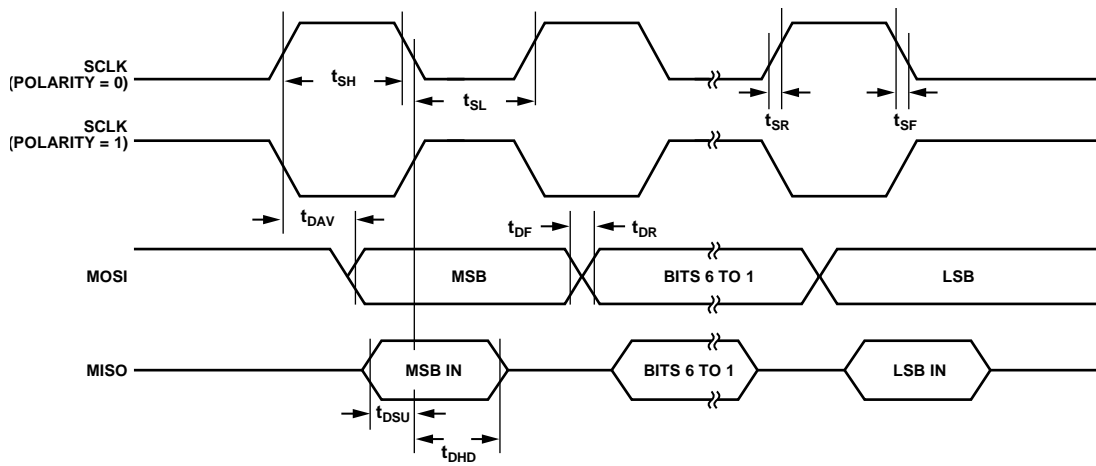 SCLK
(POLARITY = 0)
tSH
tSL
tSR
tSF
SCLK
(POLARITY = 1)
tDAV
tDF
tDR
MOSI
MSB
BITS 6 TO 1
LSB
MISO
MSB IN
BITS 6 TO 1
LSB IN
tDSU
tDHD